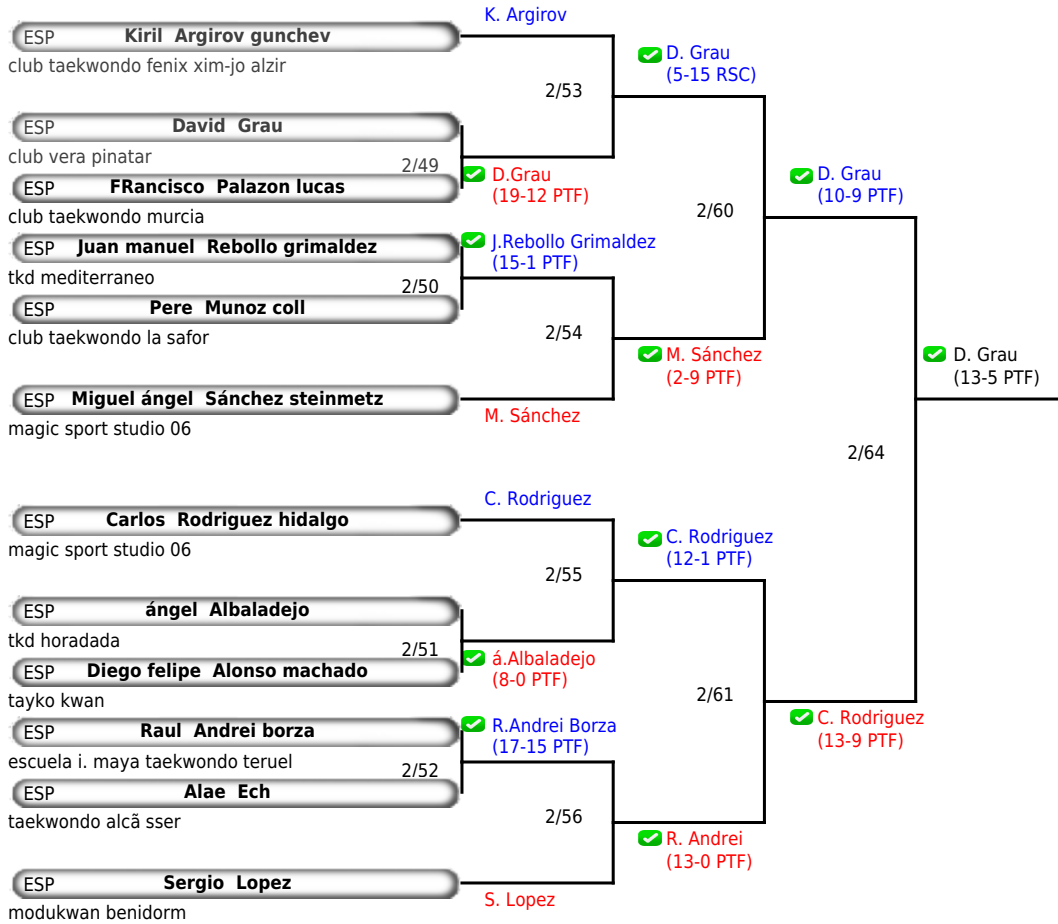 K. Argirov
ESP Kiril Argirov gunchev
club taekwondo fenix xim-jo alzir
D. Grau
(5-15 RSC)
2/53
ESP David Grau
club vera pinatar
2/49
D.Grau
(19-12 PTF)
ESP FRancisco Palazon lucas
club taekwondo murcia
D. Grau
(10-9 PTF)
2/60
ESP Juan manuel Rebollo grimaldez
tkd mediterraneo
J.Rebollo Grimaldez
(15-1 PTF)
2/50
ESP Pere Munoz coll
club taekwondo la safor
2/54
M. Sánchez
(2-9 PTF)
D. Grau
(13-5 PTF)
ESP Miguel ángel Sánchez steinmetz
magic sport studio 06
M. Sánchez
2/64
C. Rodriguez
ESP Carlos Rodriguez hidalgo
magic sport studio 06
C. Rodriguez
(12-1 PTF)
2/55
ESP ángel Albaladejo
tkd horadada
2/51
á.Albaladejo
(8-0 PTF)
ESP Diego felipe Alonso machado
tayko kwan
2/61
C. Rodriguez
(13-9 PTF)
ESP Raul Andrei borza
escuela i. maya taekwondo teruel
R.Andrei Borza
(17-15 PTF)
2/52
ESP Alae Ech
taekwondo alcã sser
2/56
R. Andrei
(13-0 PTF)
ESP Sergio Lopez
modukwan benidorm
S. Lopez